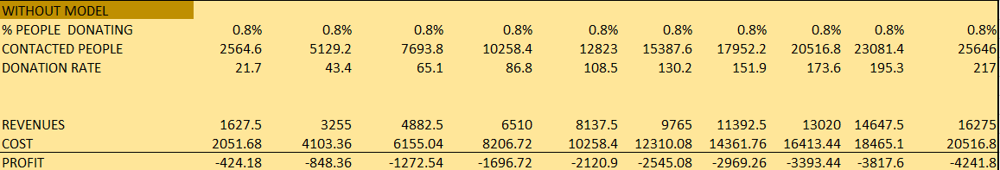 WITHOUT MODEL
% PEOPLE DONATING 0.8% 0.8% 0.8% 0.8% 0.8% 0.8% 0.8% 0.8% 0.8% 0.8%
CONTACTED PEOPLE 2564.6 5129.2 7693.8 10258.4 12823 15387.6 17952.2 20516.8 23081.4 25646
DONATION RATE 21.7 43.4 65.1 86.8 108.5 130.2 151.9 173.6 195.3 217
REVENUES 1627.5 3255 4882.5 6510 8137.5 9765 11392.5 13020 14647.5 16275
COST 2051.68 4103.36 6155.04 8206.72 10258.4 12310.08 14361.76 16413.44 18465.1 20516.8
PROFIT -424.18 -848.36 -1272.54 -1696.72 -2120.9 -2545.08 -2969.26 -3393.44 -3817.6 -4241.8